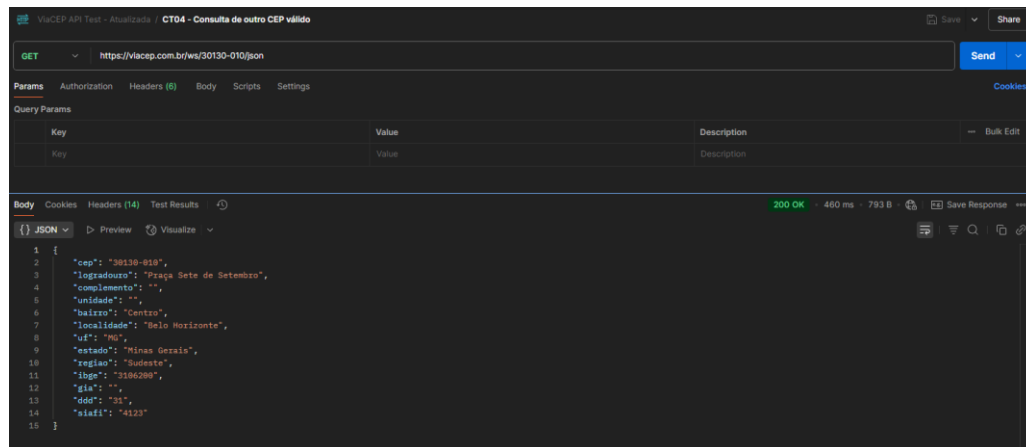 ViaCEP API Test - Atualizada / CT04 - Consulta de outro CEP válido
Save
Share
GET
https://viacep.com.br/ws/30130-010/json
Send
Params Authorization Headers (6) Body Scripts Settings
Cookies
Query Params
Key Value Description Bulk Edit
Key Value Description
Body Cookies Headers (14) Test Results
200 OK 460 ms 793 B Save Response
{} JSON Preview Visualize
1 {
2 "cep": "30130-010",
3 "logradouro": "Praça Sete de Setembro",
4 "complemento": "",
5 "unidade": "",
6 "bairro": "Centro",
7 "localidade": "Belo Horizonte",
8 "uf": "MG",
9 "estado": "Minas Gerais",
10 "regiao": "Sudeste",
11 "ibge": "3106200",
12 "gia": "",
13 "ddd": "31",
14 "siafi": "4123"
15 }